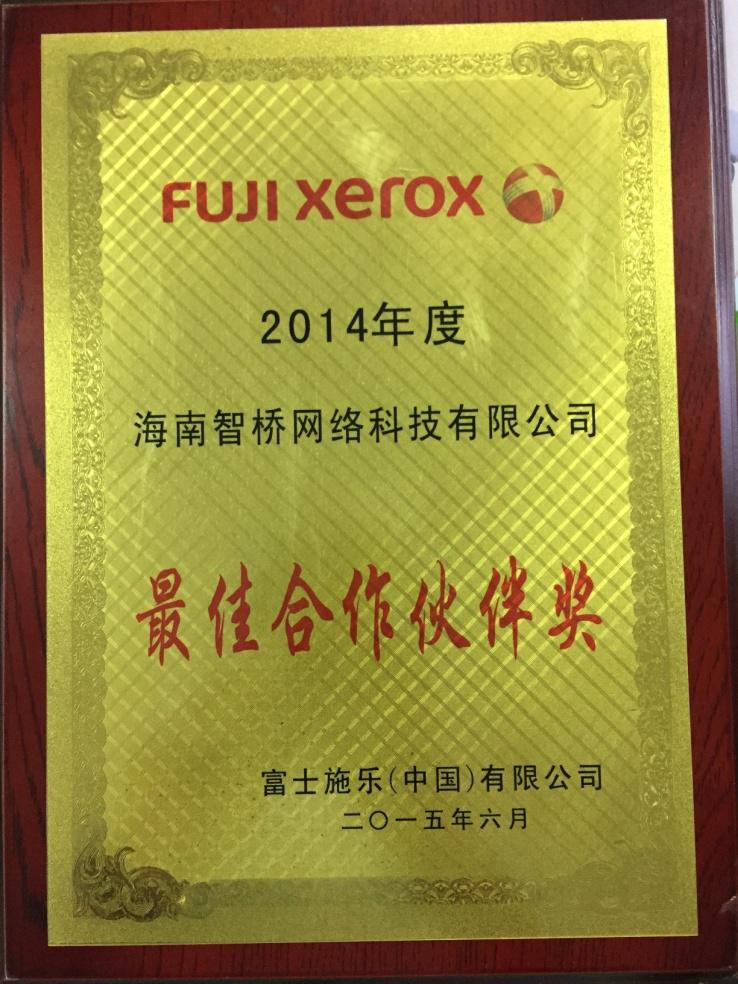 FUJI xerox
2014年度
海南智桥网络科技有限公司
最佳合作伙伴奖
富士施乐(中国)有限公司
二〇一五年六月